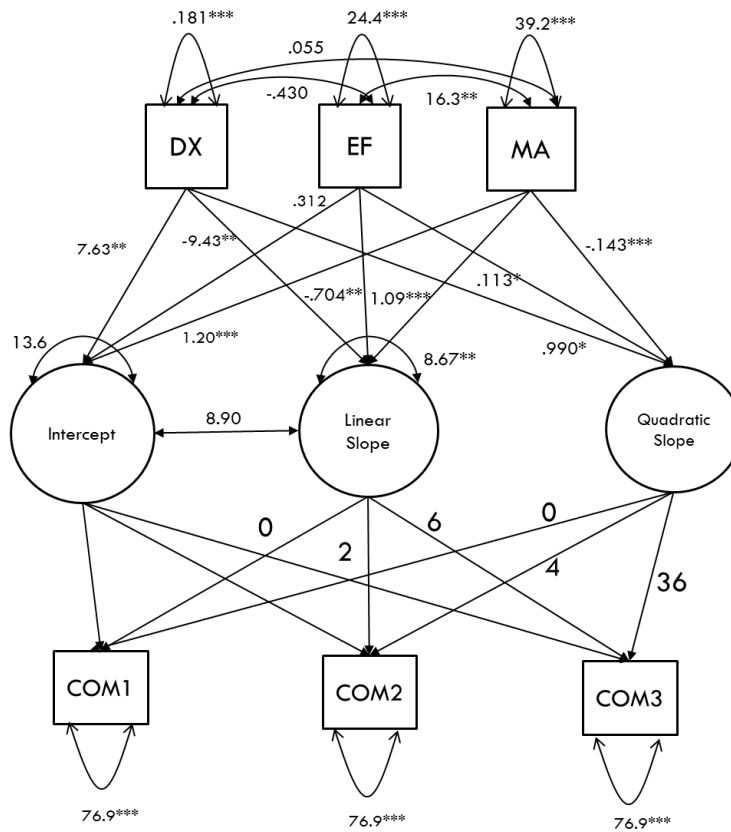 .181***
24.4***
39.2***
.055
-.430
16.3**
DX
EF
MA
.312
7.63**
-9.43**
-.143***
-.704**
1.09***
.113*
13.6
1.20***
8.67**
.990*
Intercept
8.90
Linear
Slope
Quadratic
Slope
0
6
0
2
4
36
COM1
COM2
COM3
76.9***
76.9***
76.9***